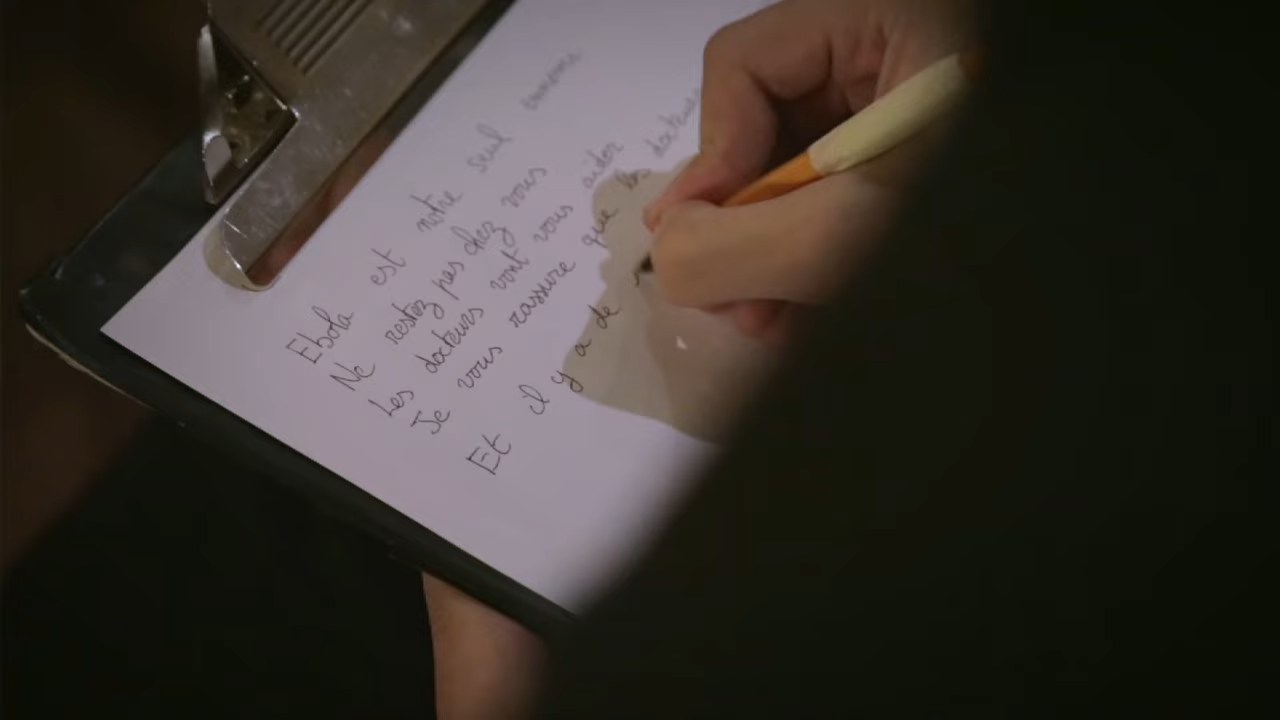 Ebola est notre seul ennemi
Ne restez pas chez vous
Les docteurs vont vous aider
Je vous rassure que les docteurs
Et il y a de